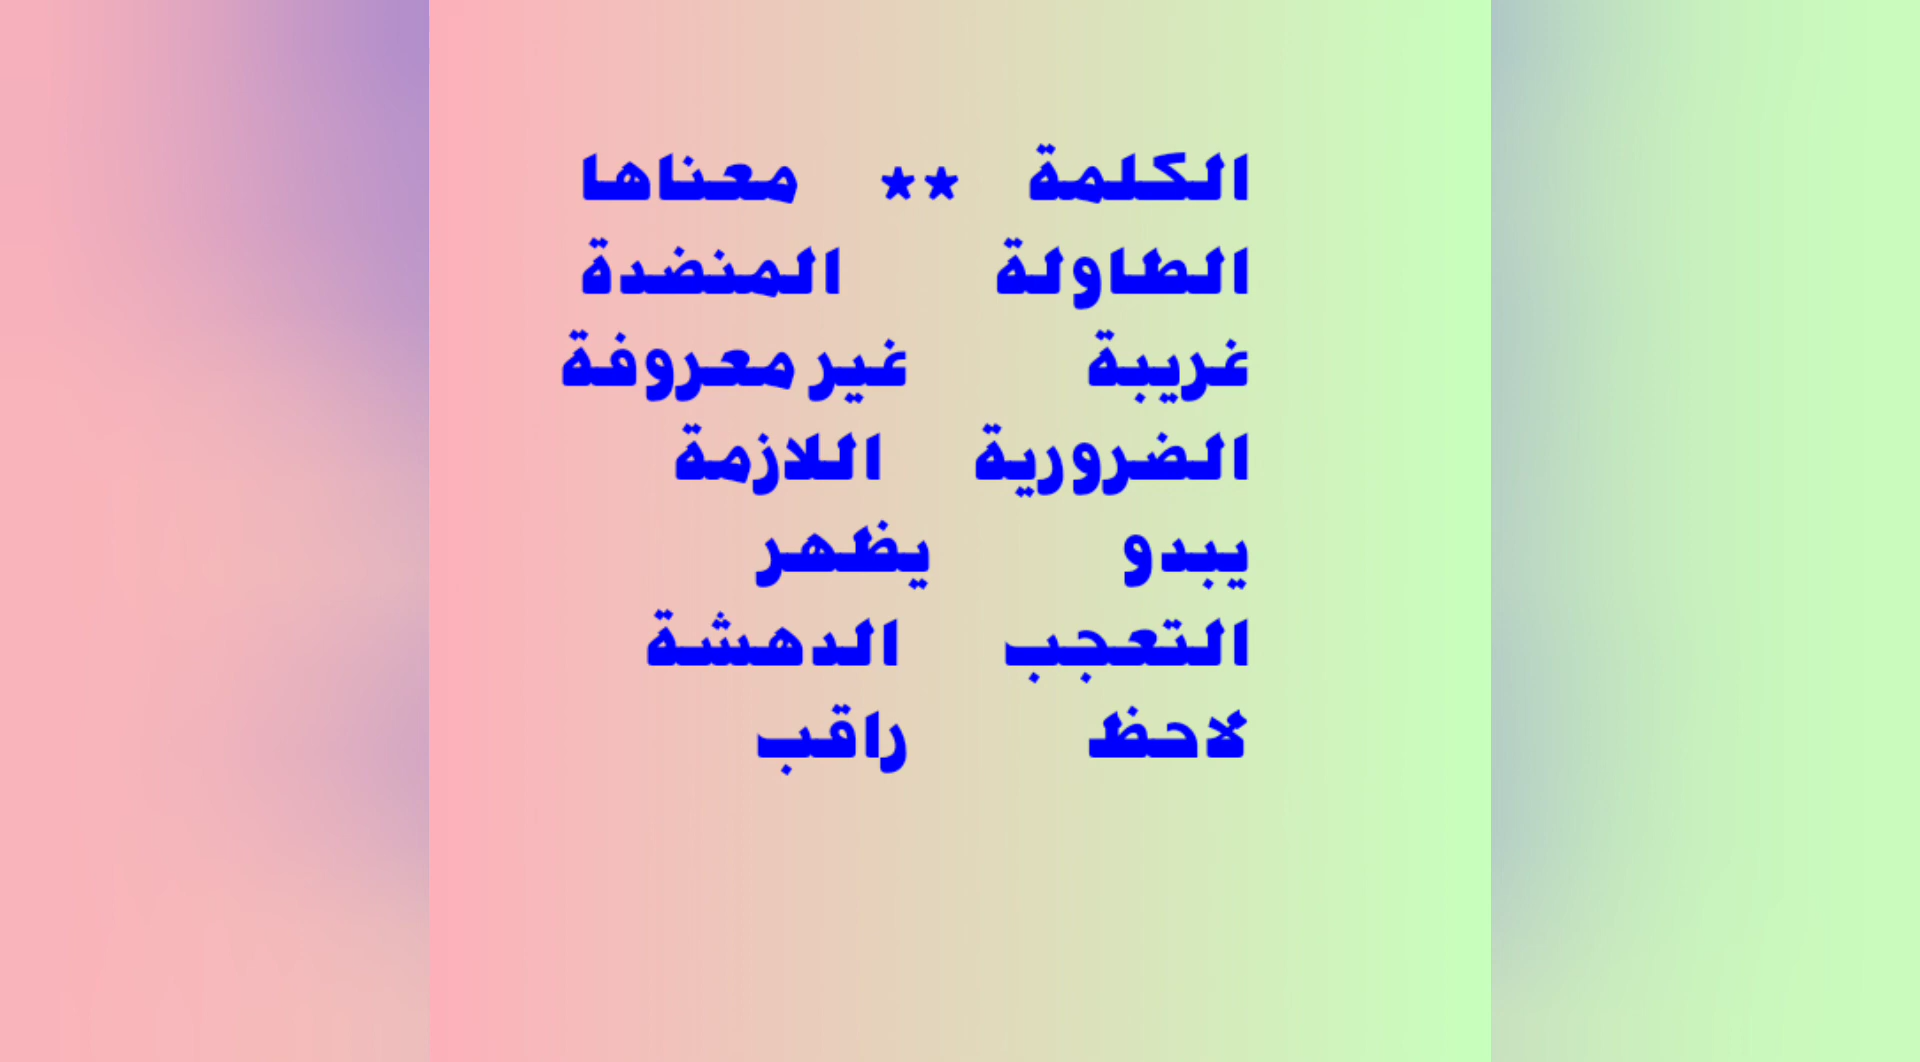 الكلمة ** معناها
الطاولة المنضدة
غريبة غير معروفة
الضرورية اللازمة
يبدو يظهر
التعجب الدهشة
لاحظ راقب